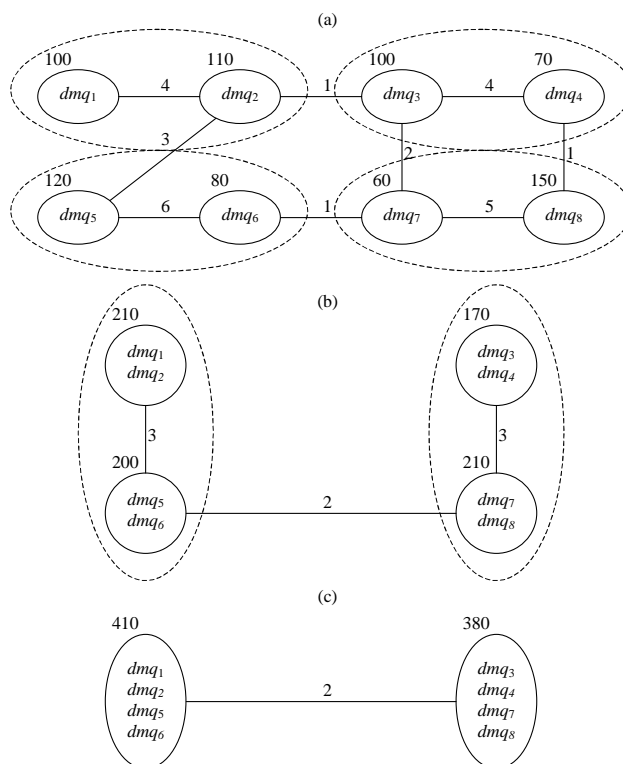 (a)
100 110 100 70
dmq₁ 4 dmq₂ 1 dmq₃ 4 dmq₄
3 2 1
120 80 60 150
dmq₅ 6 dmq₆ 1 dmq₇ 5 dmq₈
(b)
210 170
dmq₁ dmq₃
dmq₂ dmq₄
3 3
200 210
dmq₅ 2 dmq₇
dmq₆ dmq₈
(c)
410 380
dmq₁ dmq₃
dmq₂ 2 dmq₄
dmq₅ dmq₇
dmq₆ dmq₈